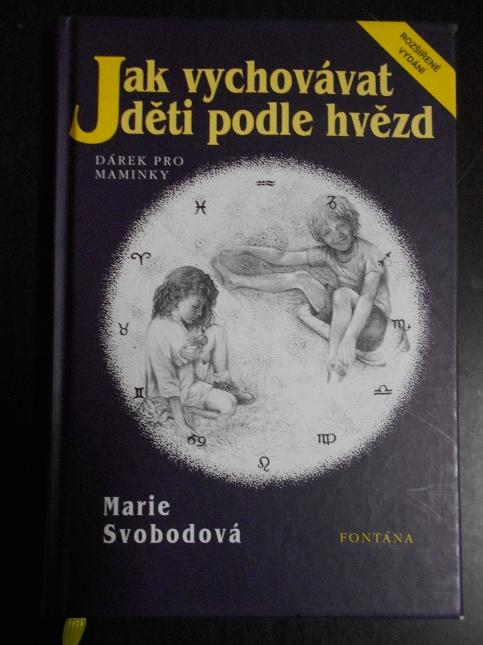 ROZŠÍŘENÉ
VYDÁNÍ
Jak vychovávat
děti podle hvězd
DÁREK PRO
MAMINKY
Marie
Svobodová
FONTÁNA